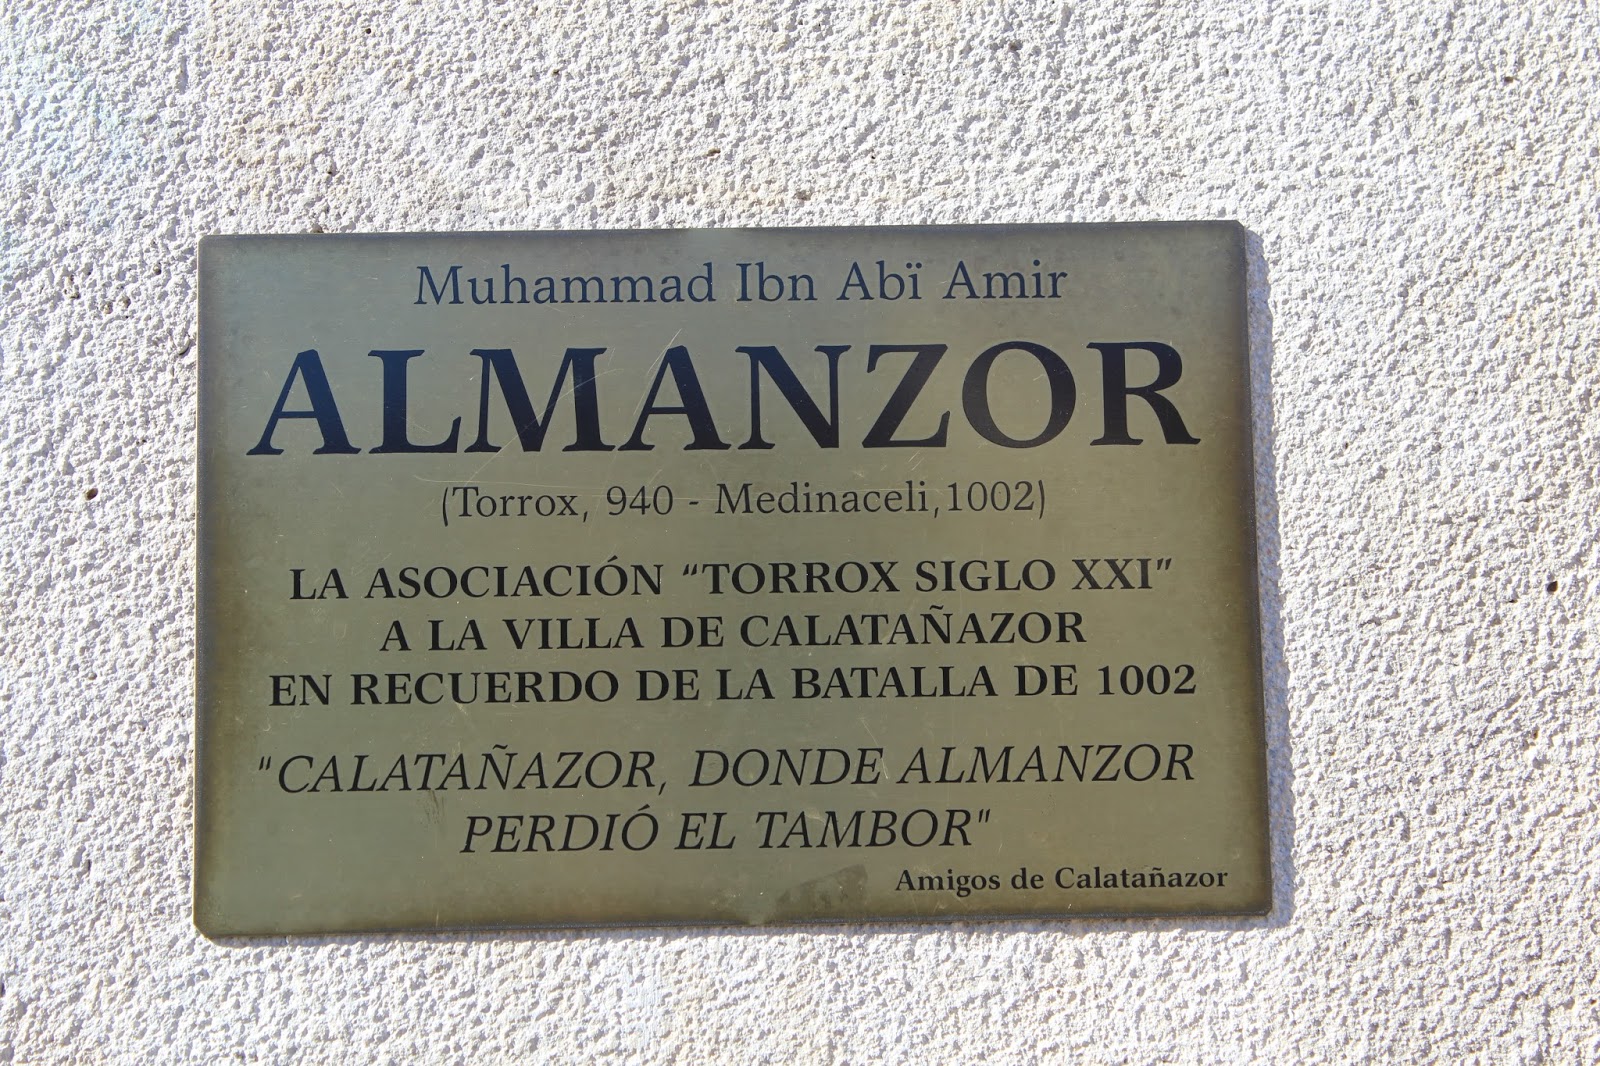 Muhammad Ibn Abï Amir
ALMANZOR
(Torrox, 940 - Medinaceli, 1002)
LA ASOCIACIÓN “TORROX SIGLO XXI”
A LA VILLA DE CALATAÑAZOR
EN RECUERDO DE LA BATALLA DE 1002
"CALATAÑAZOR, DONDE ALMANZOR
PERDIÓ EL TAMBOR"
Amigos de Calatañazor